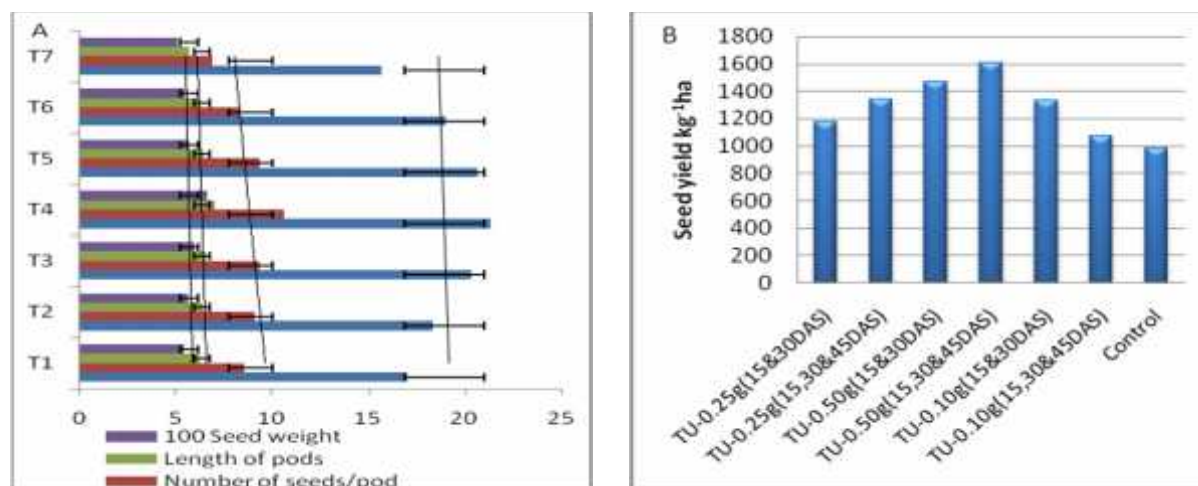 A
T7
T6
T5
T4
T3
T2
T1
0 5 10 15 20 25
100 Seed weight
Length of pods
Number of seeds/pod
B
Seed yield kg⁻¹ha
1800
1600
1400
1200
1000
800
600
400
200
0
TU-0.25g(15&30DAS)
TU-0.25g(15,30&45DAS)
TU-0.50g(15&30DAS)
TU-0.50g(15,30&45DAS)
TU-0.10g(15&30DAS)
TU-0.10g(15,30&45DAS)
Control